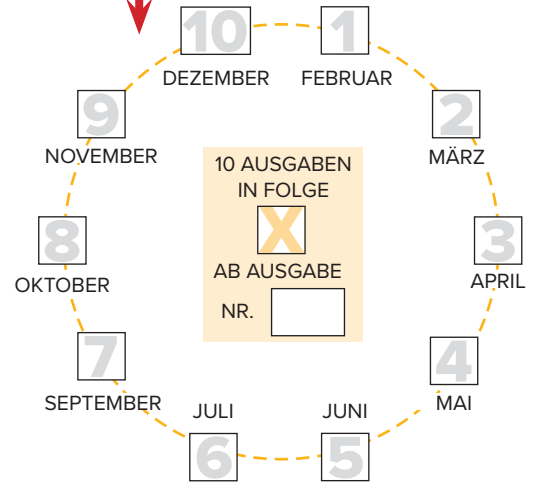 10
DEZEMBER
1
FEBRUAR
2
MÄRZ
3
APRIL
4
MAI
5
JUNI
6
JULI
7
SEPTEMBER
8
OKTOBER
9
NOVEMBER
10 AUSGABEN
IN FOLGE
X
AB AUSGABE
NR.